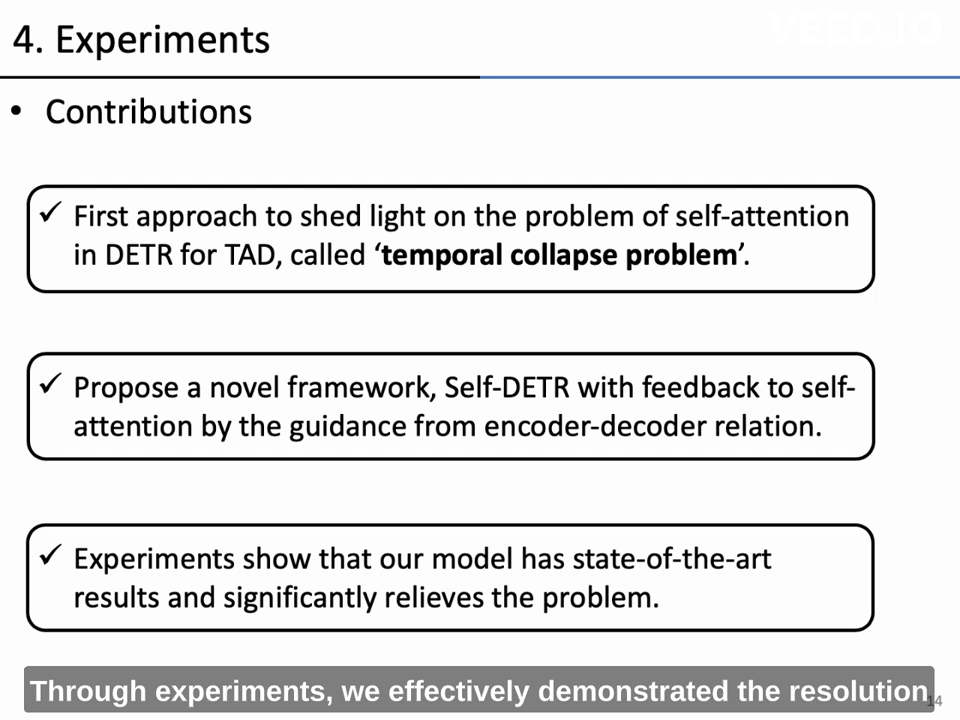 VEED.IO
4. Experiments
• Contributions
✓ First approach to shed light on the problem of self-attention
in DETR for TAD, called ‘temporal collapse problem’.
✓ Propose a novel framework, Self-DETR with feedback to self-
attention by the guidance from encoder-decoder relation.
✓ Experiments show that our model has state-of-the-art
results and significantly relieves the problem.
Through experiments, we effectively demonstrated the resolution
14